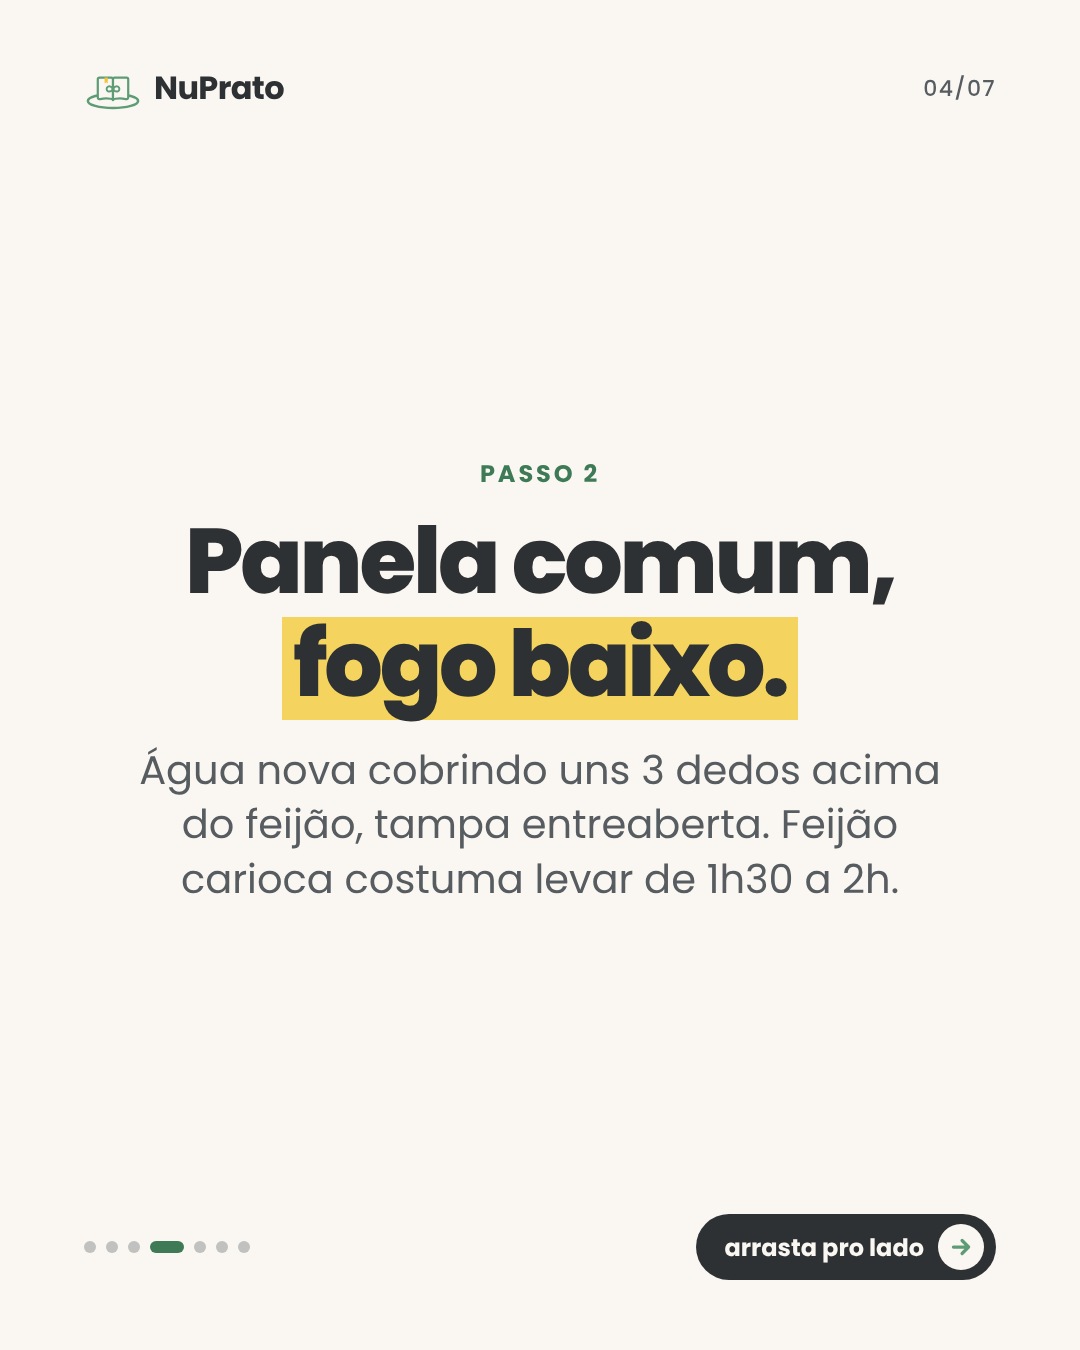 NuPrato
04/07
PASSO 2
Panela comum,
fogo baixo.
Água nova cobrindo uns 3 dedos acima
do feijão, tampa entreaberta. Feijão
carioca costuma levar de 1h30 a 2h.
arrasta pro lado